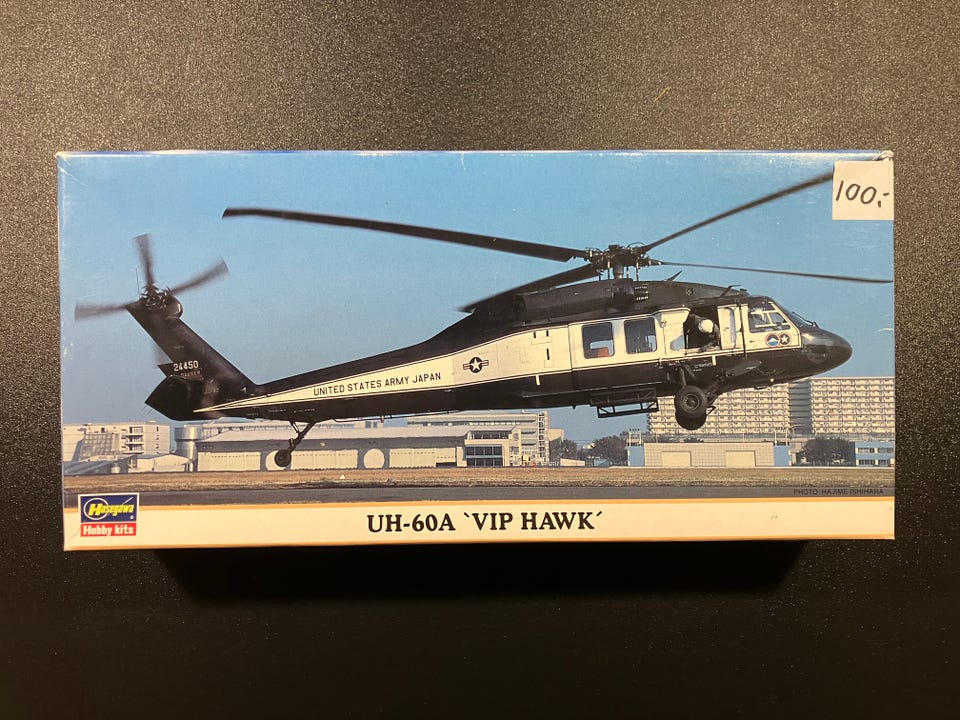 100,-
24450
UNITED STATES ARMY JAPAN
PHOTO: HAJIME ISHIHARA
Hasegawa
Hobby kits
UH-60A `VIP HAWK´